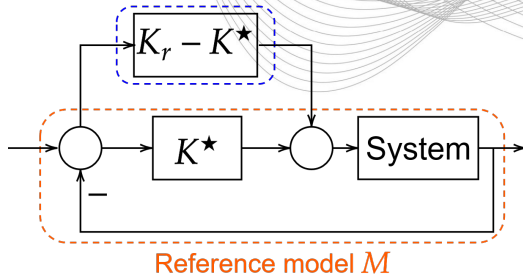 K_r − K★
K★
System
−
Reference model M